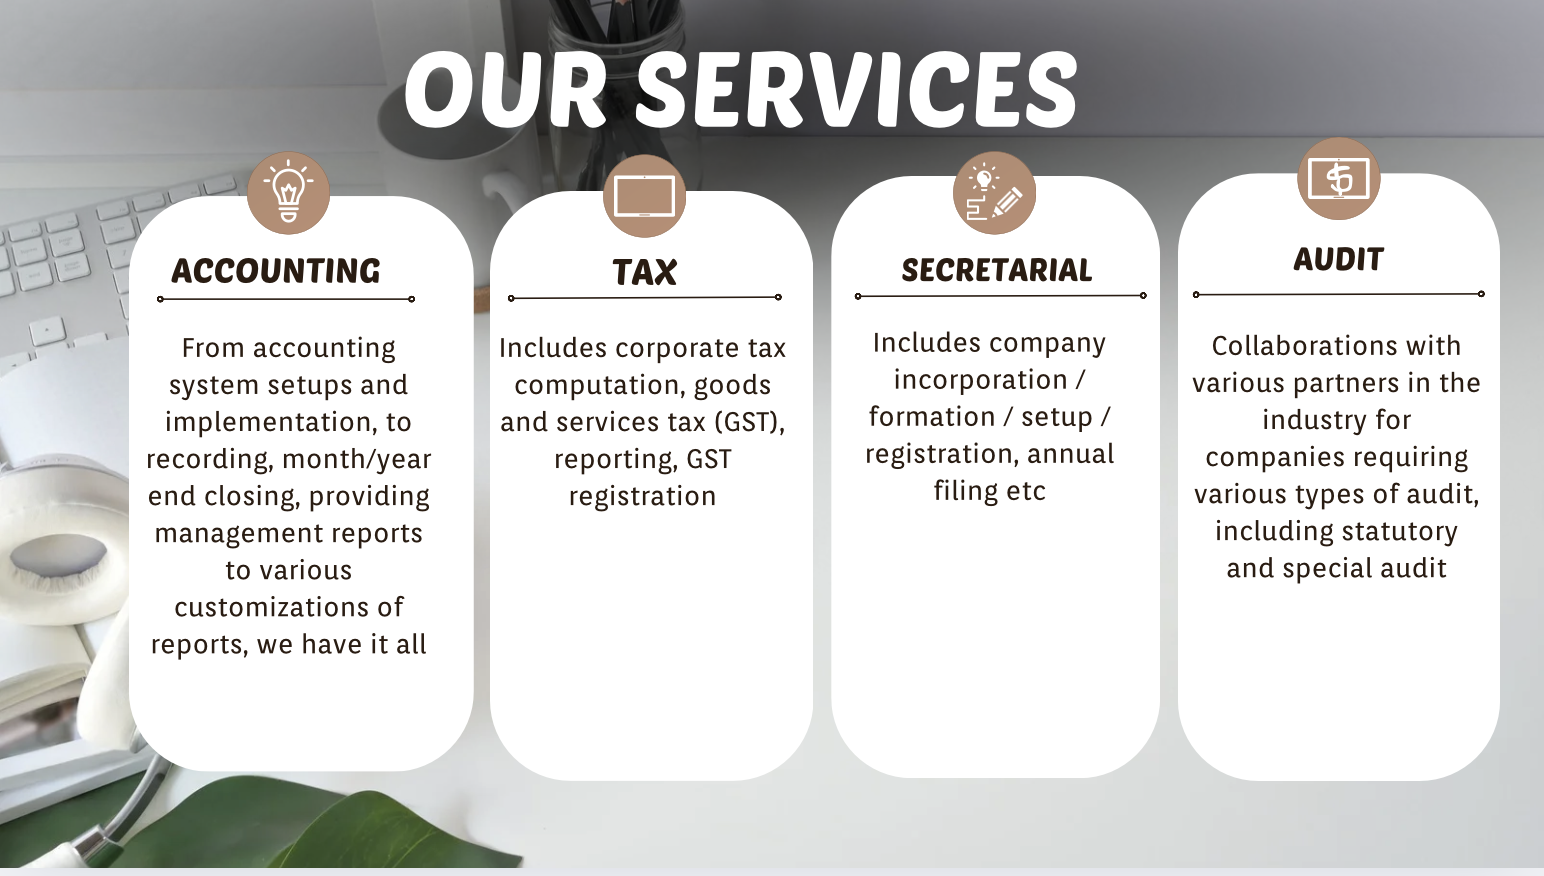 OUR SERVICES
ACCOUNTING
From accounting
system setups and
implementation, to
recording, month/year
end closing, providing
management reports
to various
customizations of
reports, we have it all
TAX
Includes corporate tax
computation, goods
and services tax (GST),
reporting, GST
registration
SECRETARIAL
Includes company
incorporation /
formation / setup /
registration, annual
filing etc
AUDIT
Collaborations with
various partners in the
industry for
companies requiring
various types of audit,
including statutory
and special audit